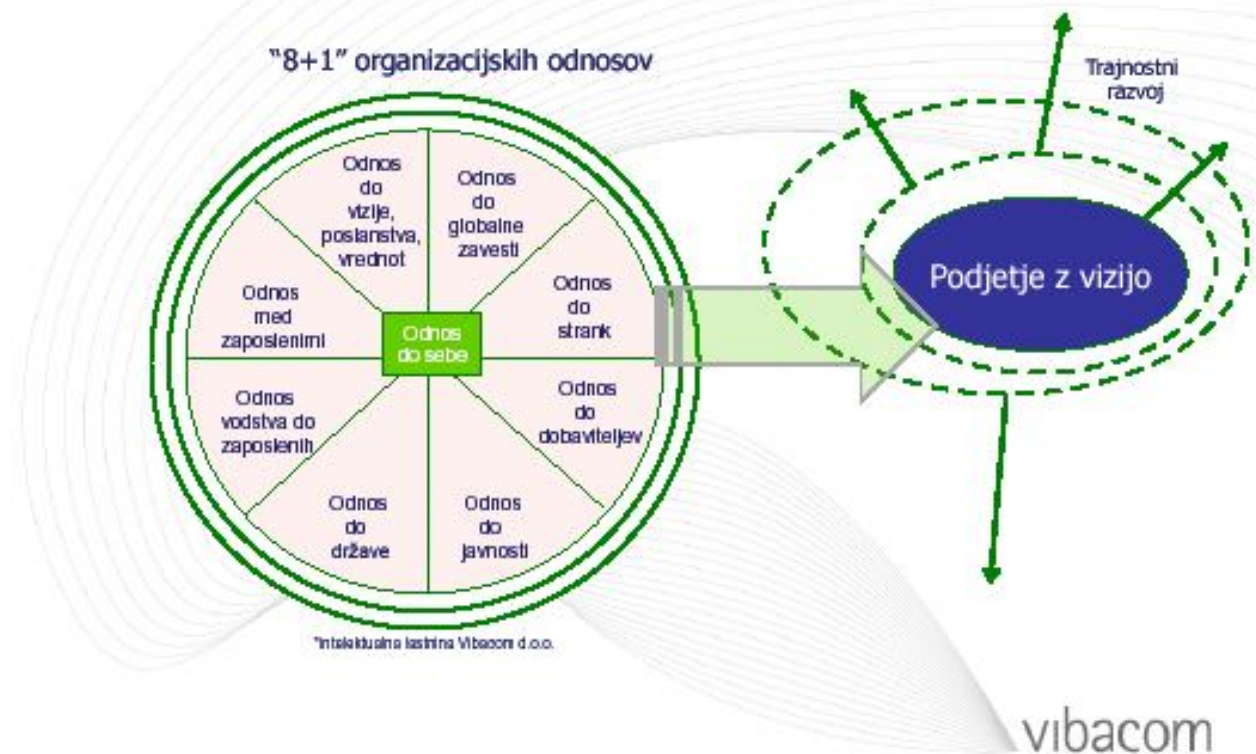 "8+1" organizacijskih odnosov
Trajnostni
razvoj
Odnos
do
vizije,
poslanstva,
vrednot
Odnos
do
globalne
zavesti
Odnos
med
zaposlenimi
Odnos
do
strank
Odnos
do sebe
Podjetje z vizijo
Odnos
vodstva do
zaposlenih
Odnos
do
dobaviteljev
Odnos
do
države
Odnos
do
javnosti
*Intelektualna lastnina Vibacom d.o.o.
vibacom